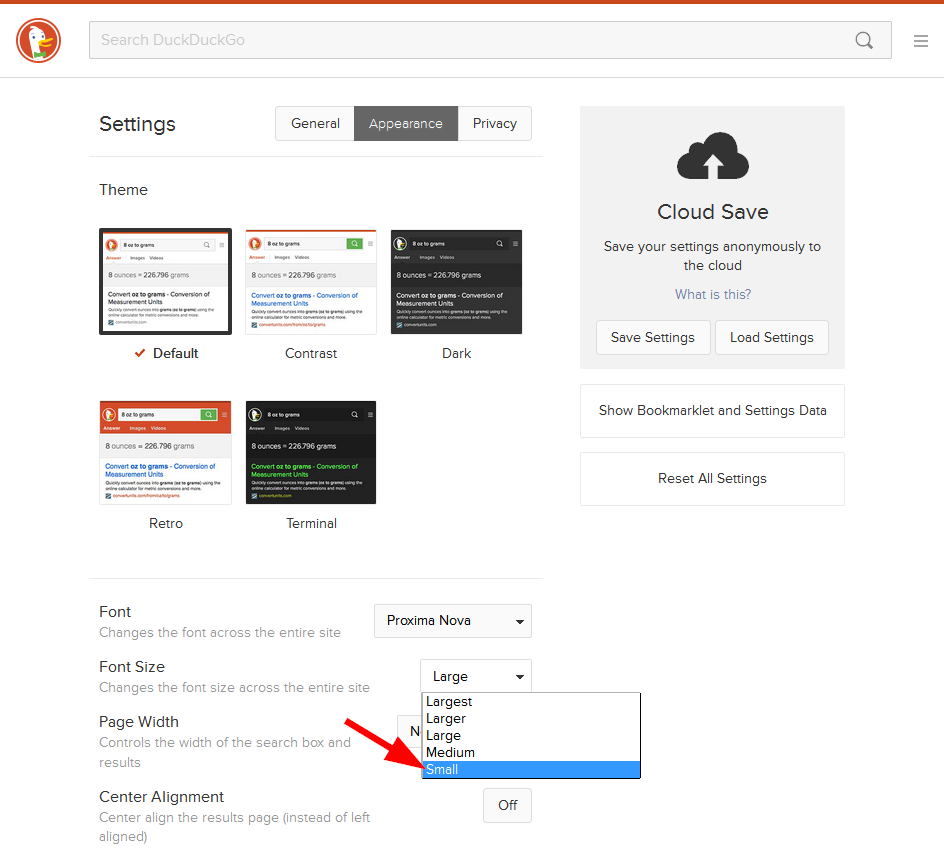 Search DuckDuckGo
Settings
General
Appearance
Privacy
Theme
8 oz to grams
Answer Images Videos
8 ounces = 226.796 grams
Convert oz to grams - Conversion of
Measurement Units
Quickly convert ounces into grams (oz to grams) using the
online calculator for metric conversions and more.
convertunits.com
Default
8 oz to grams
Answer Images Videos
8 ounces = 226.796 grams
Convert oz to grams - Conversion of
Measurement Units
Quickly convert ounces into grams (oz to grams) using the
online calculator for metric conversions and more.
convertunits.com/from/oz/to/grams
Contrast
8 oz to grams
Answer Images Videos
8 ounces = 226.796 grams
Convert oz to grams - Conversion of
Measurement Units
Quickly convert ounces into grams (oz to grams) using the
online calculator for metric conversions and more.
convertunits.com
Dark
8 oz to grams
Answer Images Videos
8 ounces = 226.796 grams
Convert oz to grams - Conversion of
Measurement Units
Quickly convert ounces into grams (oz to grams) using the
online calculator for metric conversions and more.
convertunits.com/from/oz/to/grams
Retro
8 oz to grams
Answer Images Videos
8 ounces = 226.796 grams
Convert oz to grams - Conversion of
Measurement Units
Quickly convert ounces into grams (oz to grams) using the
online calculator for metric conversions and more.
convertunits.com
Terminal
Cloud Save
Save your settings anonymously to
the cloud
What is this?
Save Settings
Load Settings
Show Bookmarklet and Settings Data
Reset All Settings
Font
Changes the font across the entire site
Proxima Nova
Font Size
Changes the font size across the entire site
Large
Largest
Larger
Large
Medium
Small
Page Width
Controls the width of the search box and
results
Center Alignment
Center align the results page (instead of left
aligned)
Off